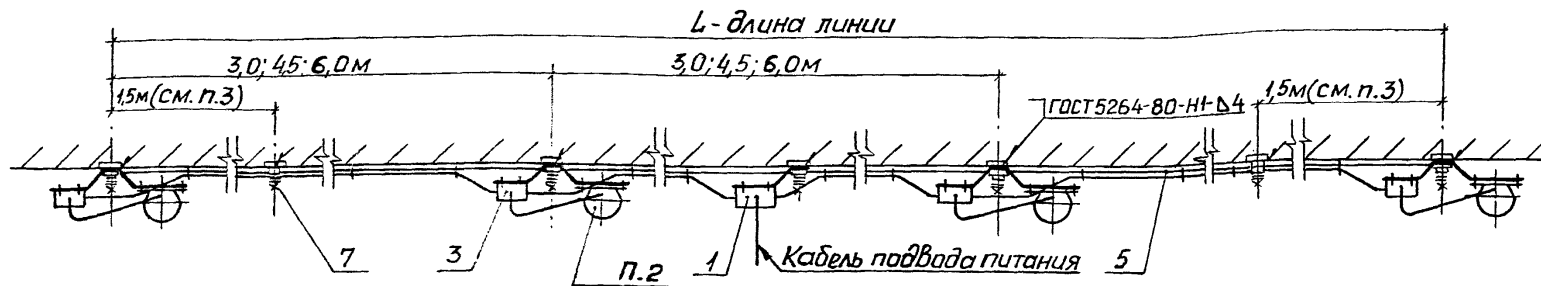 L - длина линии
3,0; 4,5; 6,0м
3,0; 4,5; 6,0м
1,5м (см. п.3)
ГОСТ 5264-80-Н1-Δ4
1,5м (см. п.3)
7
3
П.2
1
Кабель подвода питания
5